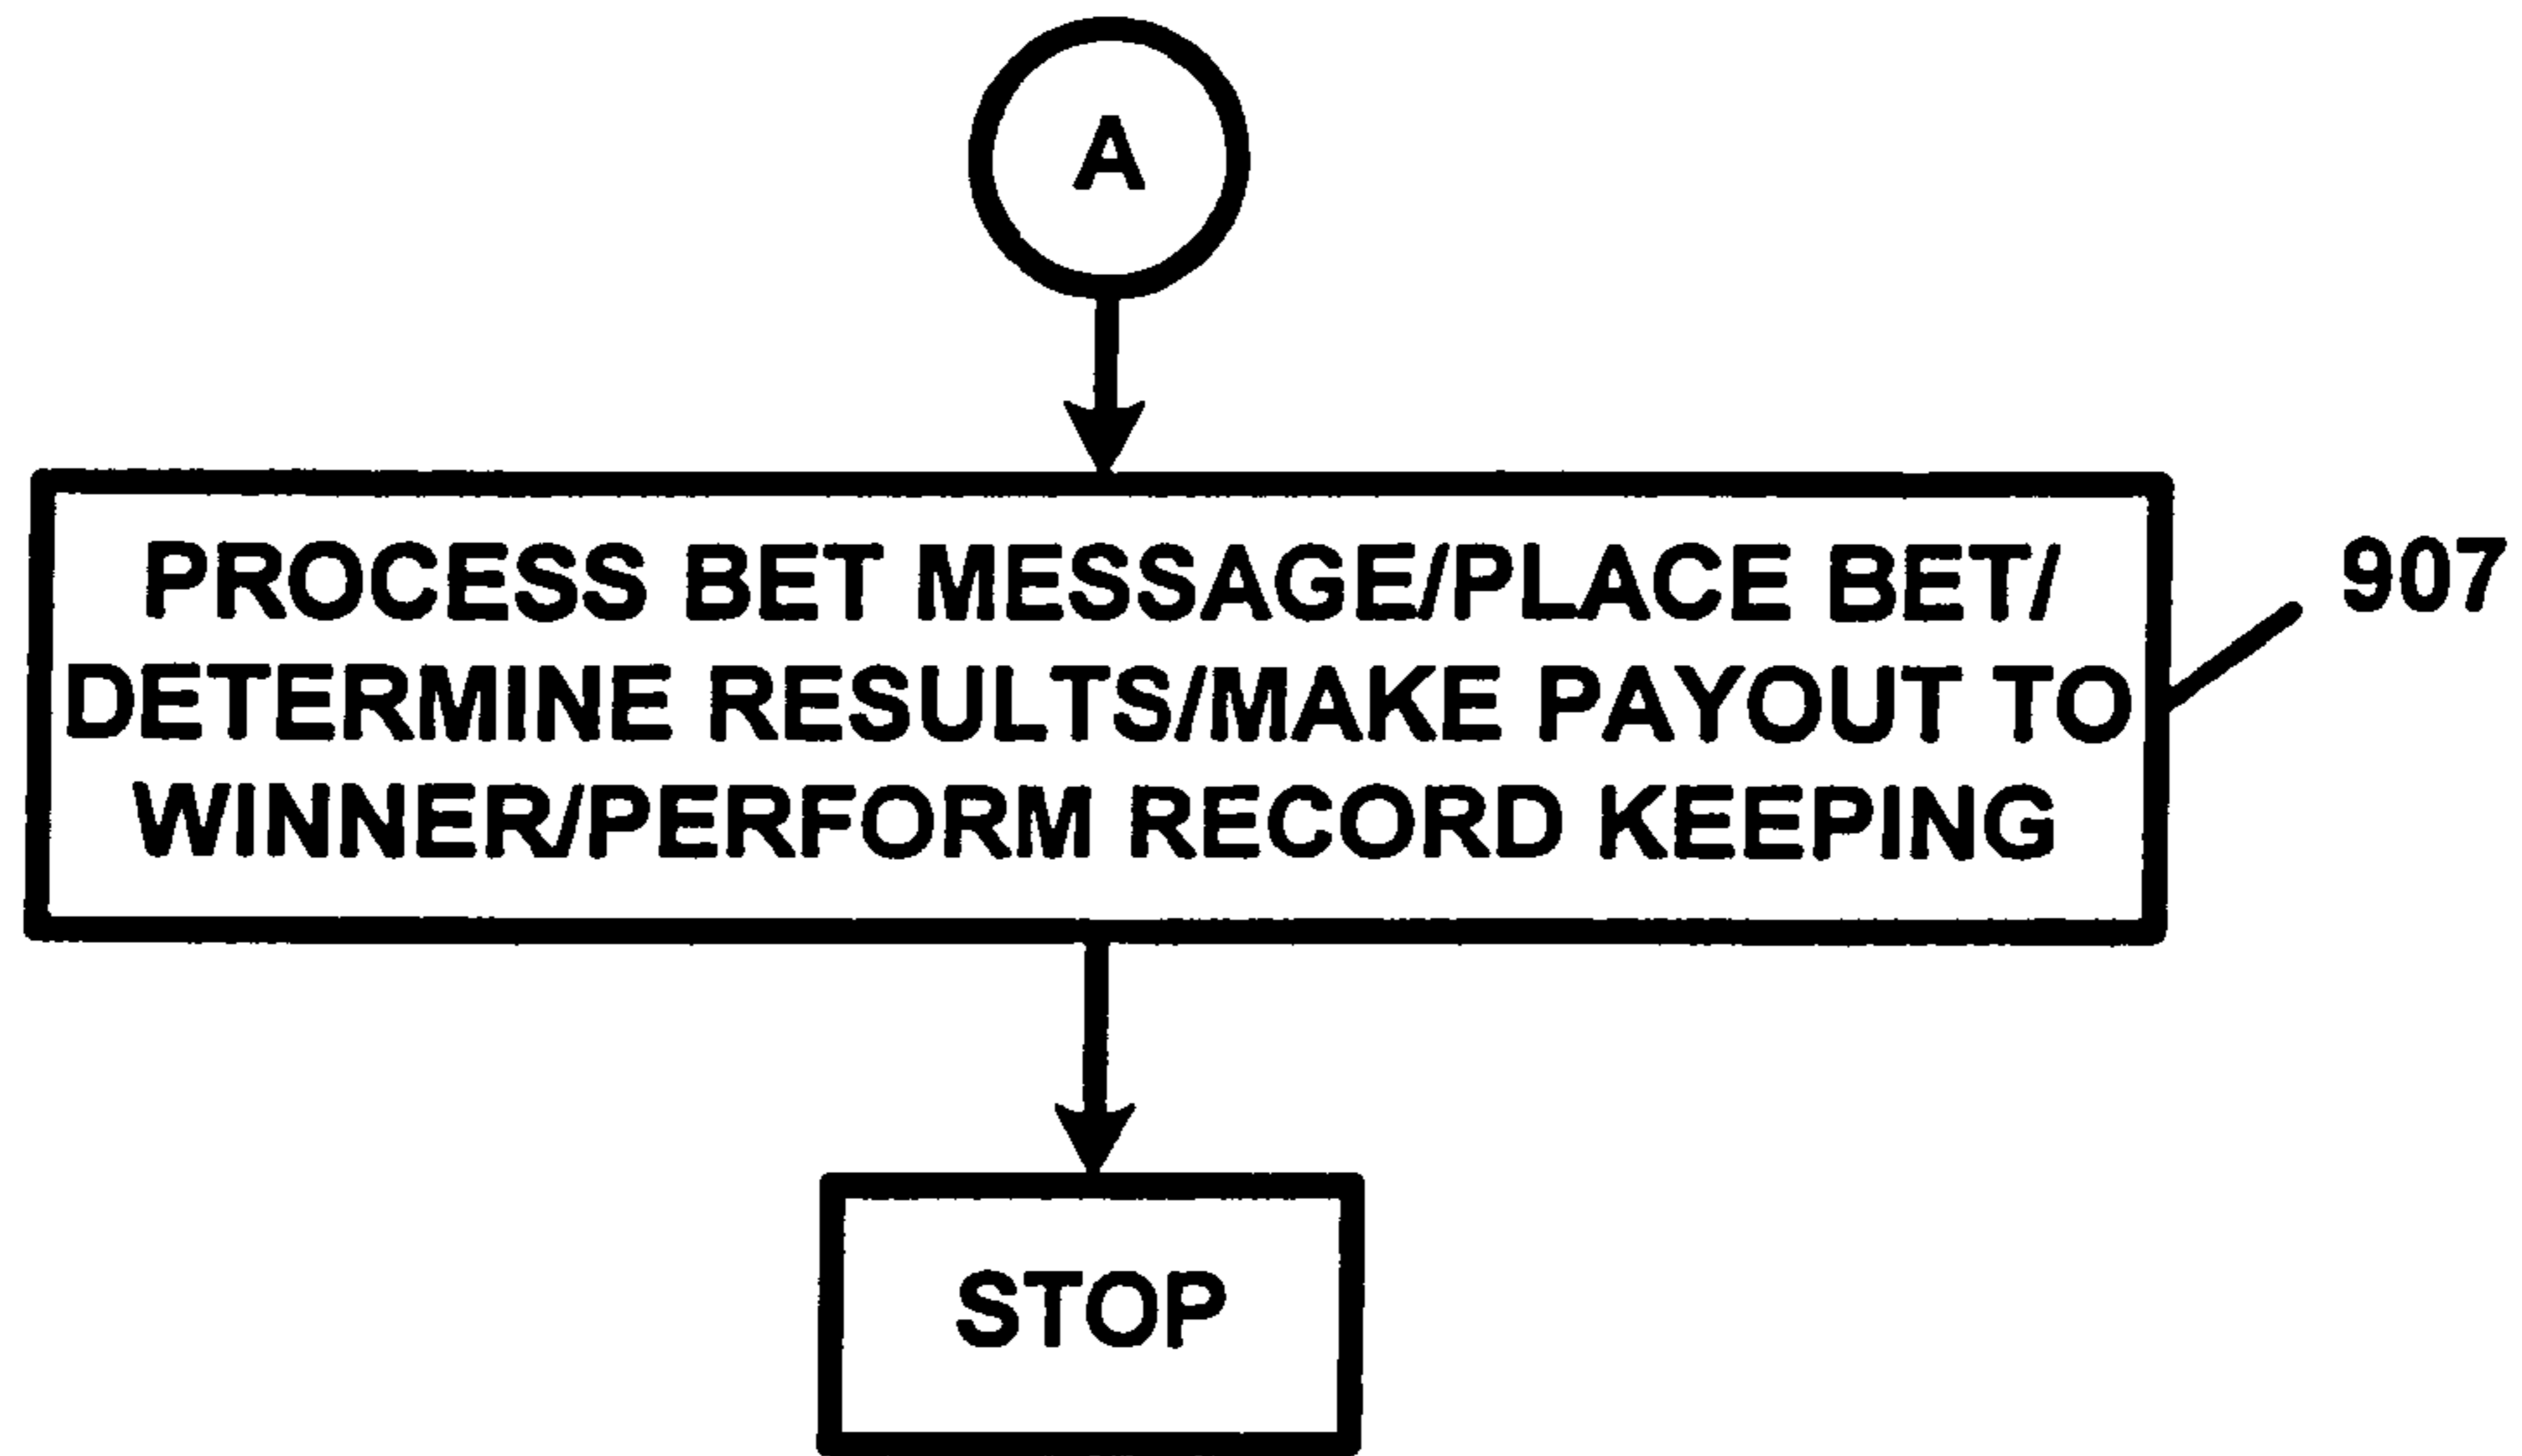 A
PROCESS BET MESSAGE/PLACE BET/
DETERMINE RESULTS/MAKE PAYOUT TO
WINNER/PERFORM RECORD KEEPING
907
STOP